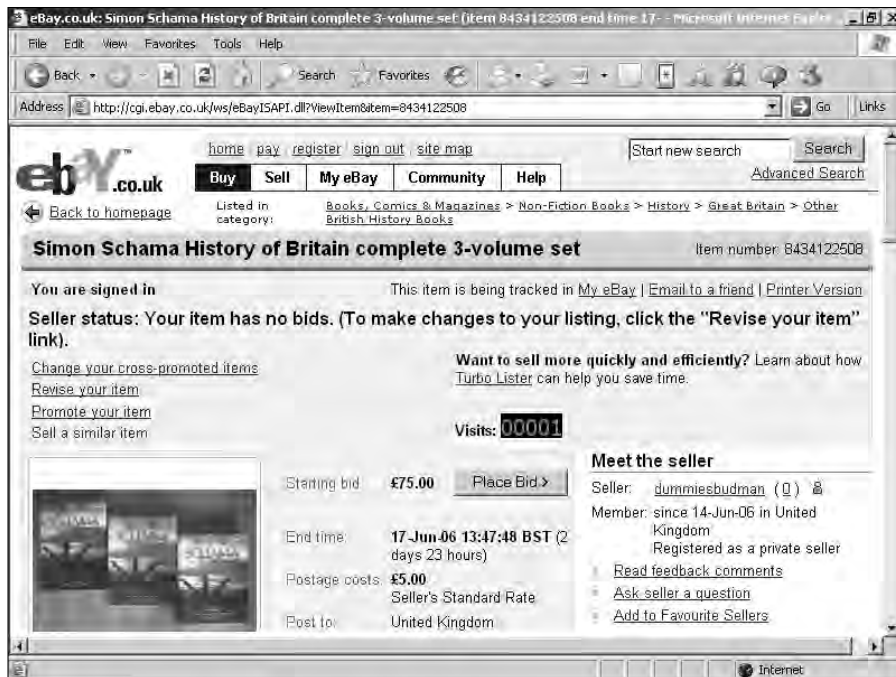 eBay.co.uk: Simon Schama History of Britain complete 3-volume set (item 8434122508 end time 17- - Microsoft Internet Explo
File Edit View Favorites Tools Help
Back Search Favorites
Address http://cgi.ebay.co.uk/ws/eBayISAPI.dll?ViewItem&item=8434122508 Go Links
home pay register sign out site map
Start new search Search
ebY.co.uk
Buy Sell My eBay Community Help
Advanced Search
Back to homepage
Listed in category:
Books, Comics & Magazines > Non-Fiction Books > History > Great Britain > Other
British History Books
Simon Schama History of Britain complete 3-volume set Item number 8434122508
You are signed in This item is being tracked in My eBay | Email to a friend | Printer Version
Seller status: Your item has no bids. (To make changes to your listing, click the "Revise your item"
link).
Change your cross-promoted items
Revise your item
Promote your item
Sell a similar item
Want to sell more quickly and efficiently? Learn about how
Turbo Lister can help you save time.
Visits: 00001
SCHAMA SCHAMA SCHAMA
Starting bid £75.00 Place Bid >
End time: 17-Jun-06 13:47:48 BST (2
days 23 hours)
Postage costs £5.00
Seller's Standard Rate
Post to: United Kingdom
Meet the seller
Seller: dummiesbudman (0)
Member: since 14-Jun-06 in United
Kingdom
Registered as a private seller
Read feedback comments
Ask seller a question
Add to Favourite Sellers
Internet